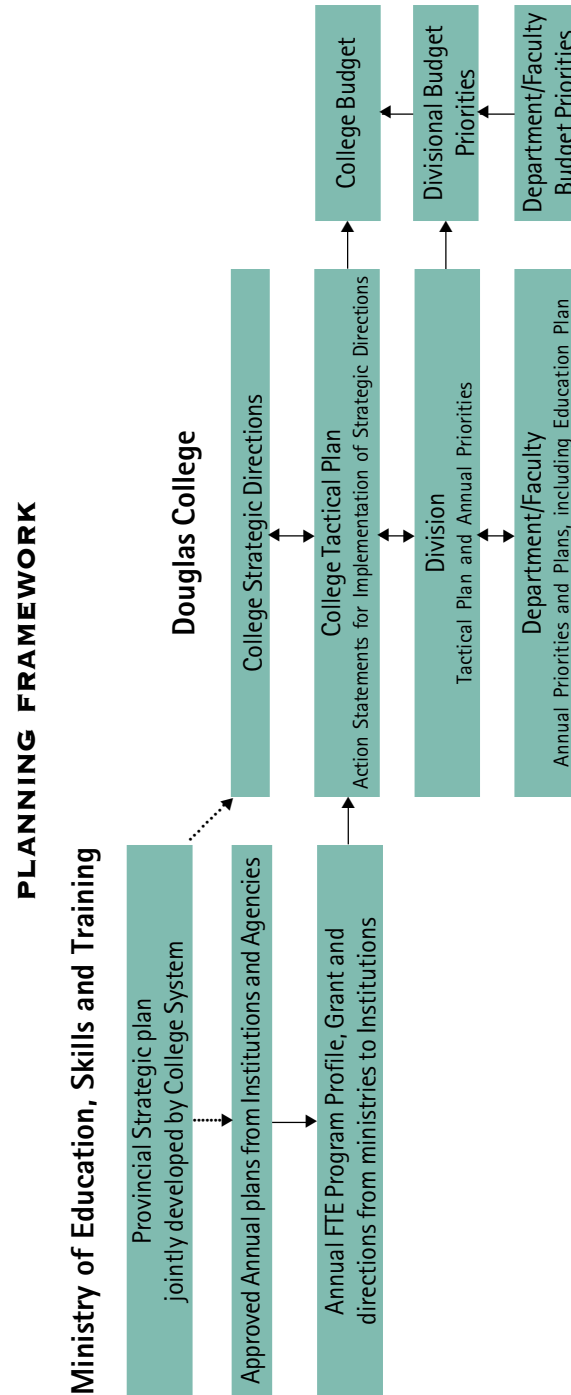 PLANNING FRAMEWORK
Ministry of Education, Skills and Training
Provincial Strategic plan
jointly developed by College System
Approved Annual plans from Institutions and Agencies
Annual FTE Program Profile, Grant and
directions from ministries to Institutions
Douglas College
College Strategic Directions
College Tactical Plan
Action Statements for Implementation of Strategic Directions
Division
Tactical Plan and Annual Priorities
Department/Faculty
Annual Priorities and Plans, including Education Plan
College Budget
Divisional Budget
Priorities
Department/Faculty
Budget Priorities